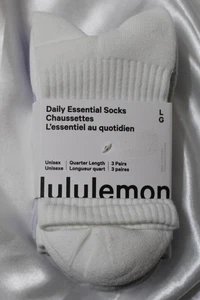 Daily Essential Socks
Chaussettes
L'essentiel au quotidien
L
G
Unisex
Unisexe
Quarter Length
Longueur quart
3 Pairs
3 paires
lululemon